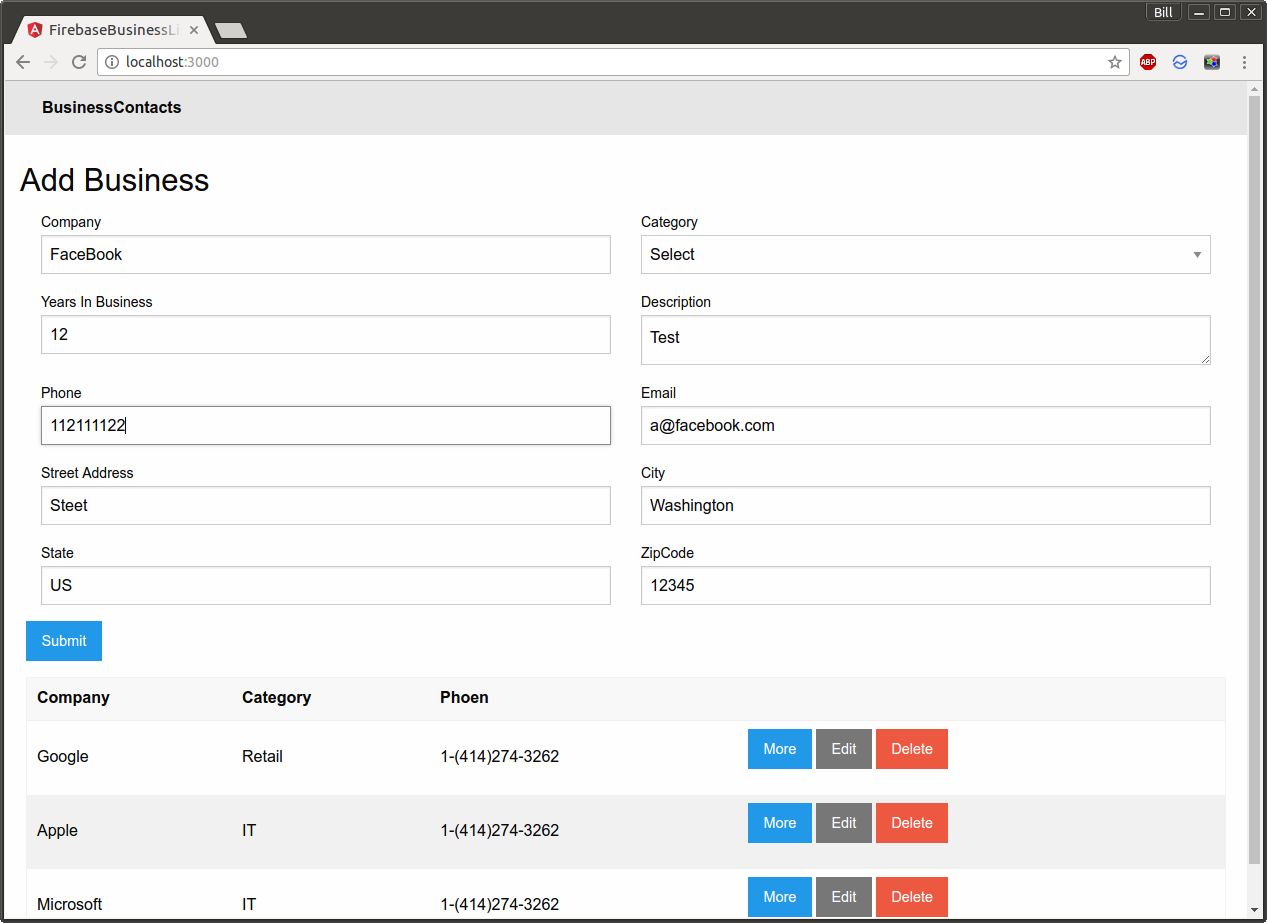 Bill
FirebaseBusinessLi
localhost:3000
ABP
BusinessContacts
Add Business
Company Category
FaceBook Select
Years In Business Description
12 Test
Phone Email
112111122 a@facebook.com
Street Address City
Steet Washington
State ZipCode
US 12345
Submit
Company Category Phoen
Google Retail 1-(414)274-3262 More Edit Delete
Apple IT 1-(414)274-3262 More Edit Delete
Microsoft IT 1-(414)274-3262 More Edit Delete